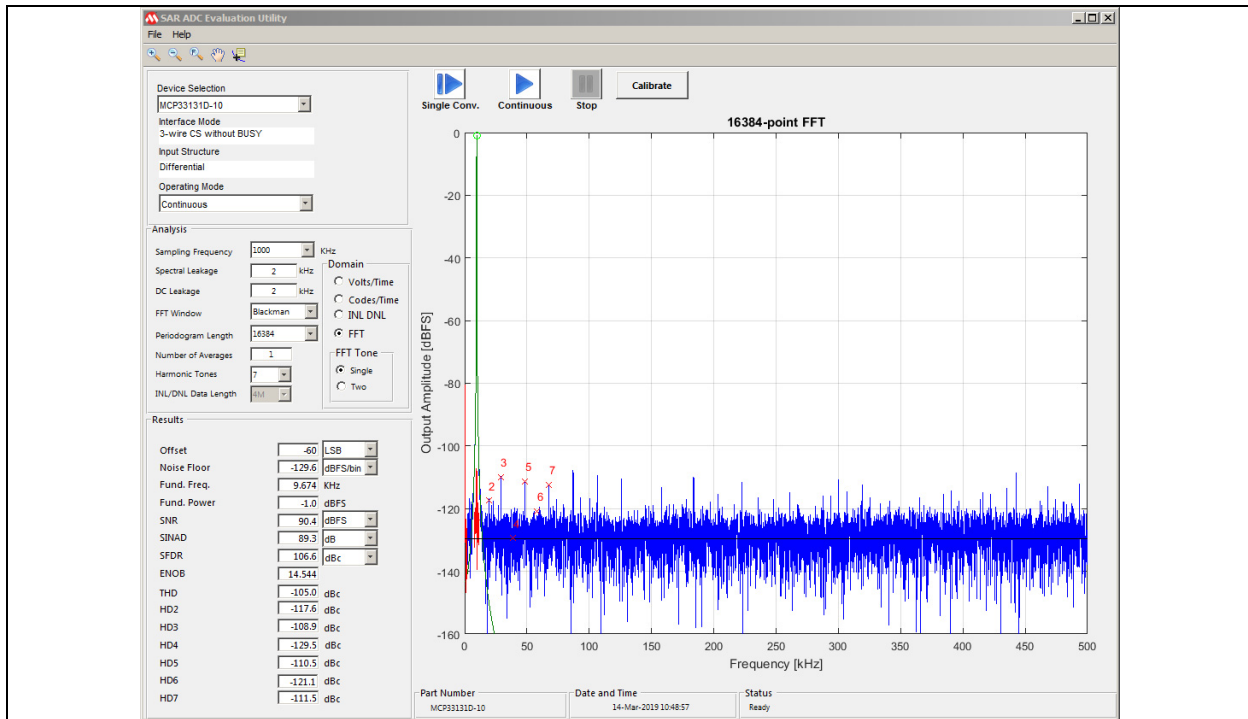 SAR ADC Evaluation Utility
File Help
Device Selection
MCP33131D-10
Interface Mode
3-wire CS without BUSY
Input Structure
Differential
Operating Mode
Continuous
Single Conv. Continuous Stop Calibrate
Analysis
Sampling Frequency 1000 KHz
Spectral Leakage 2 kHz
DC Leakage 2 kHz
FFT Window Blackman
Periodogram Length 16384
Number of Averages 1
Harmonic Tones 7
INL/DNL Data Length 4M
Domain
Volts/Time
Codes/Time
INL DNL
FFT
FFT Tone
Single
Two
Results
Offset -60 LSB
Noise Floor -129.6 dBFS/bin
Fund. Freq. 9.674 KHz
Fund. Power -1.0 dBFS
SNR 90.4 dBFS
SINAD 89.3 dB
SFDR 106.6 dBc
ENOB 14.544
THD -105.0 dBc
HD2 -117.6 dBc
HD3 -108.9 dBc
HD4 -129.5 dBc
HD5 -110.5 dBc
HD6 -121.1 dBc
HD7 -111.5 dBc
16384-point FFT
Output Amplitude [dBFS]
0
-20
-40
-60
-80
-100
-120
-140
-160
2 3 5 6 7
0 50 100 150 200 250 300 350 400 450 500
Frequency [kHz]
Part Number
MCP33131D-10
Date and Time
14-Mar-2019 10:48:57
Status
Ready